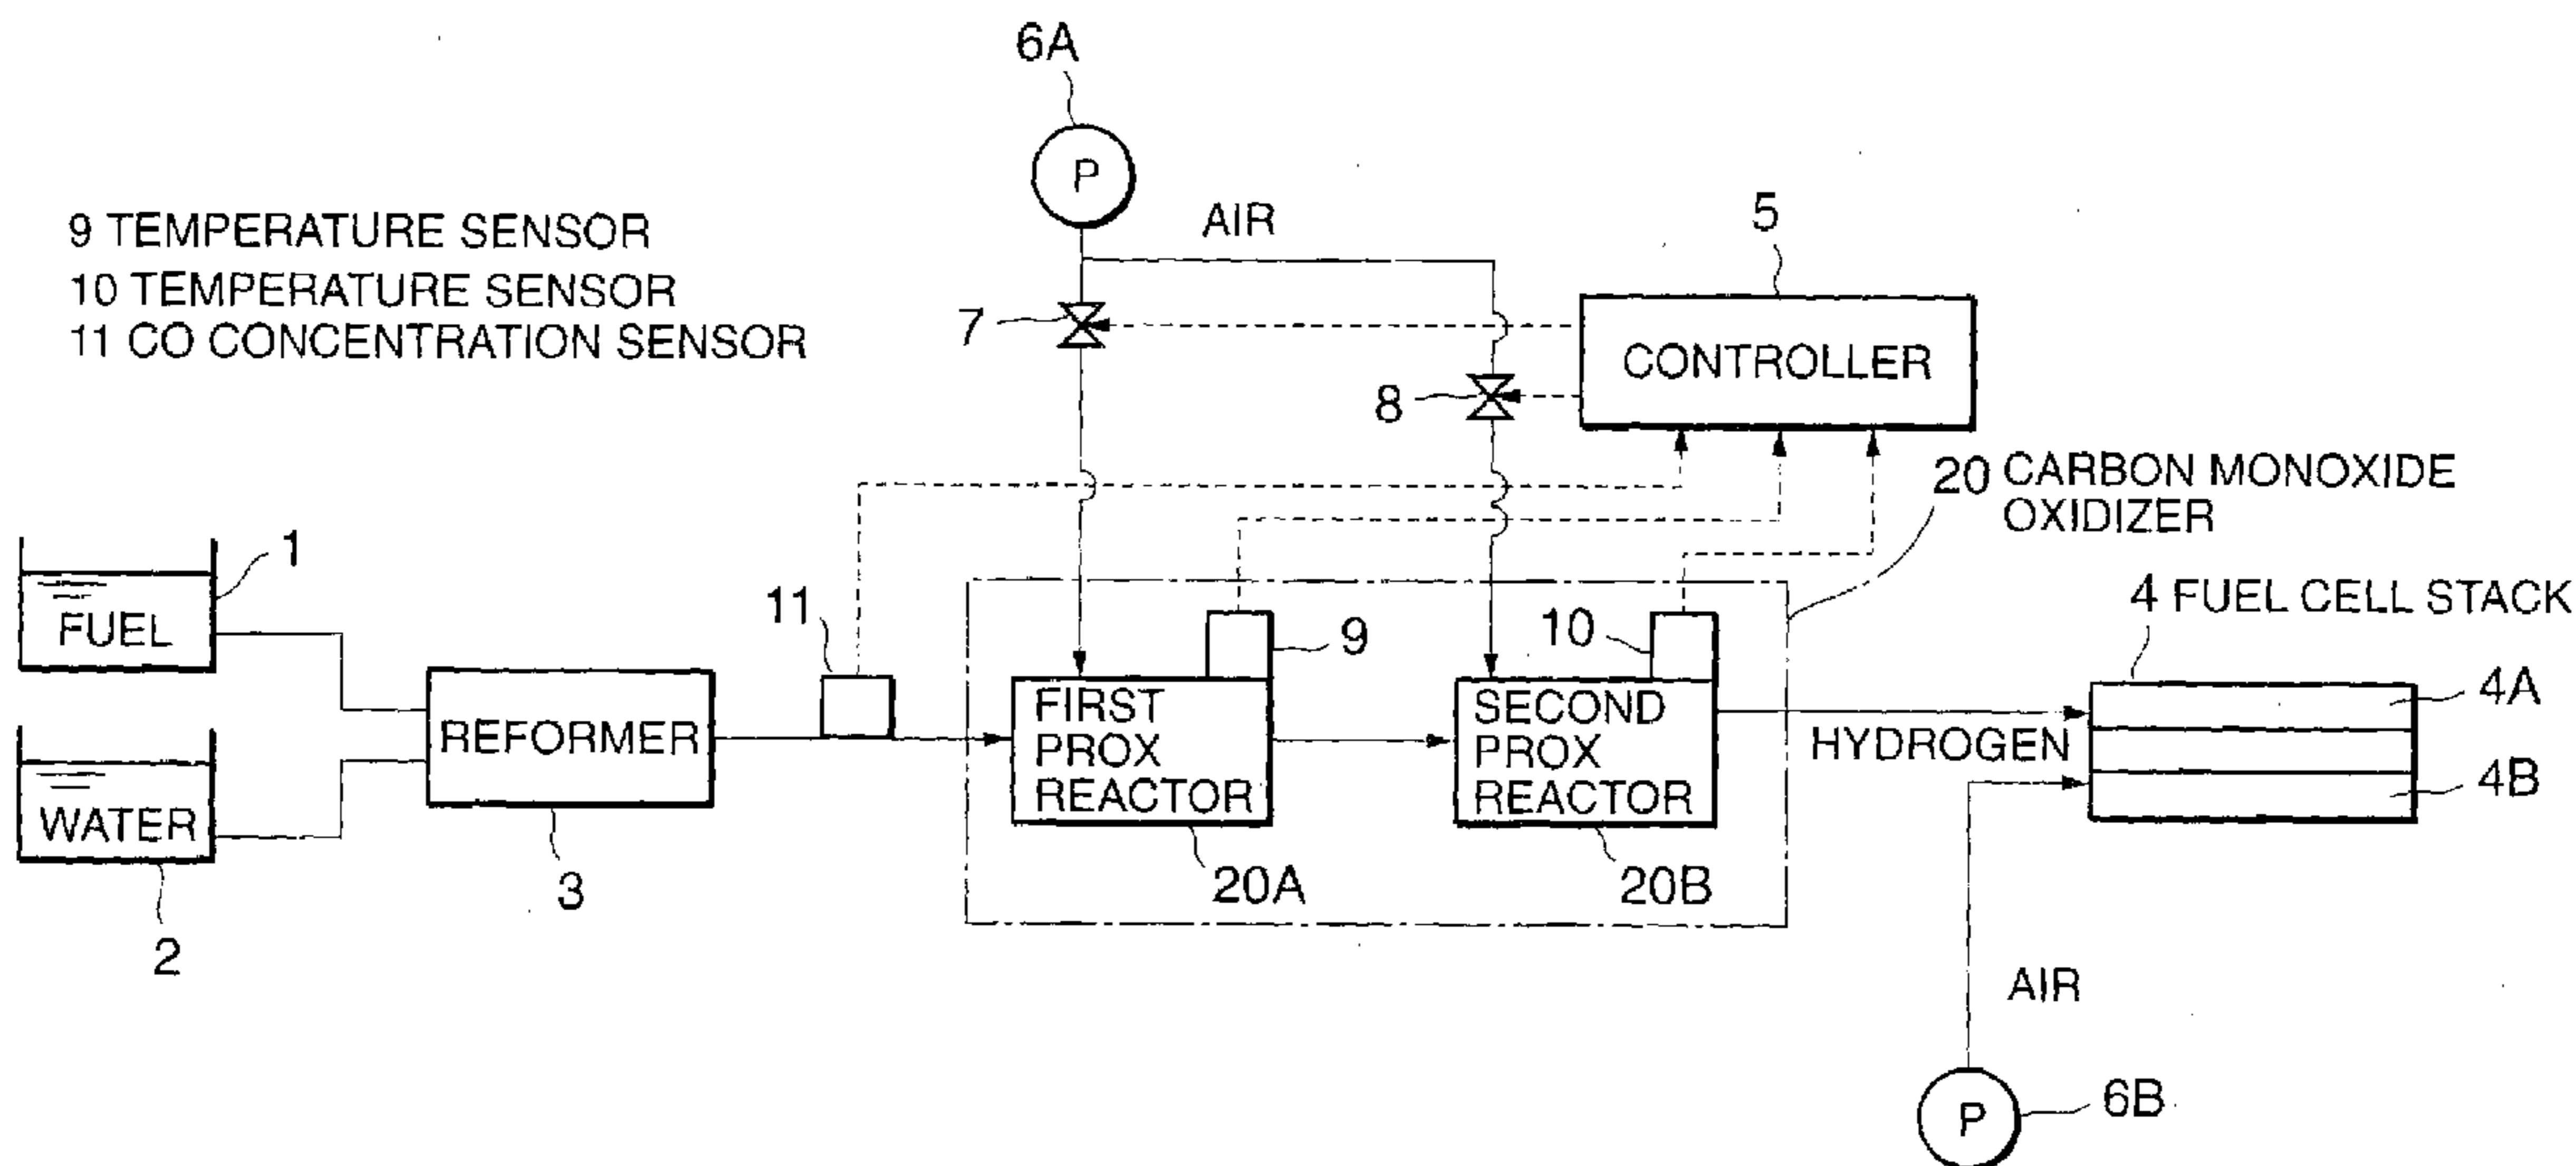 6A
P
AIR
5
9 TEMPERATURE SENSOR
10 TEMPERATURE SENSOR
11 CO CONCENTRATION SENSOR
7
CONTROLLER
8
20 CARBON MONOXIDE
OXIDIZER
1
FUEL
11
9
10
4 FUEL CELL STACK
4A
REFORMER
FIRST
PROX
REACTOR
SECOND
PROX
REACTOR
HYDROGEN
4B
WATER
3
20A
20B
2
AIR
P
6B